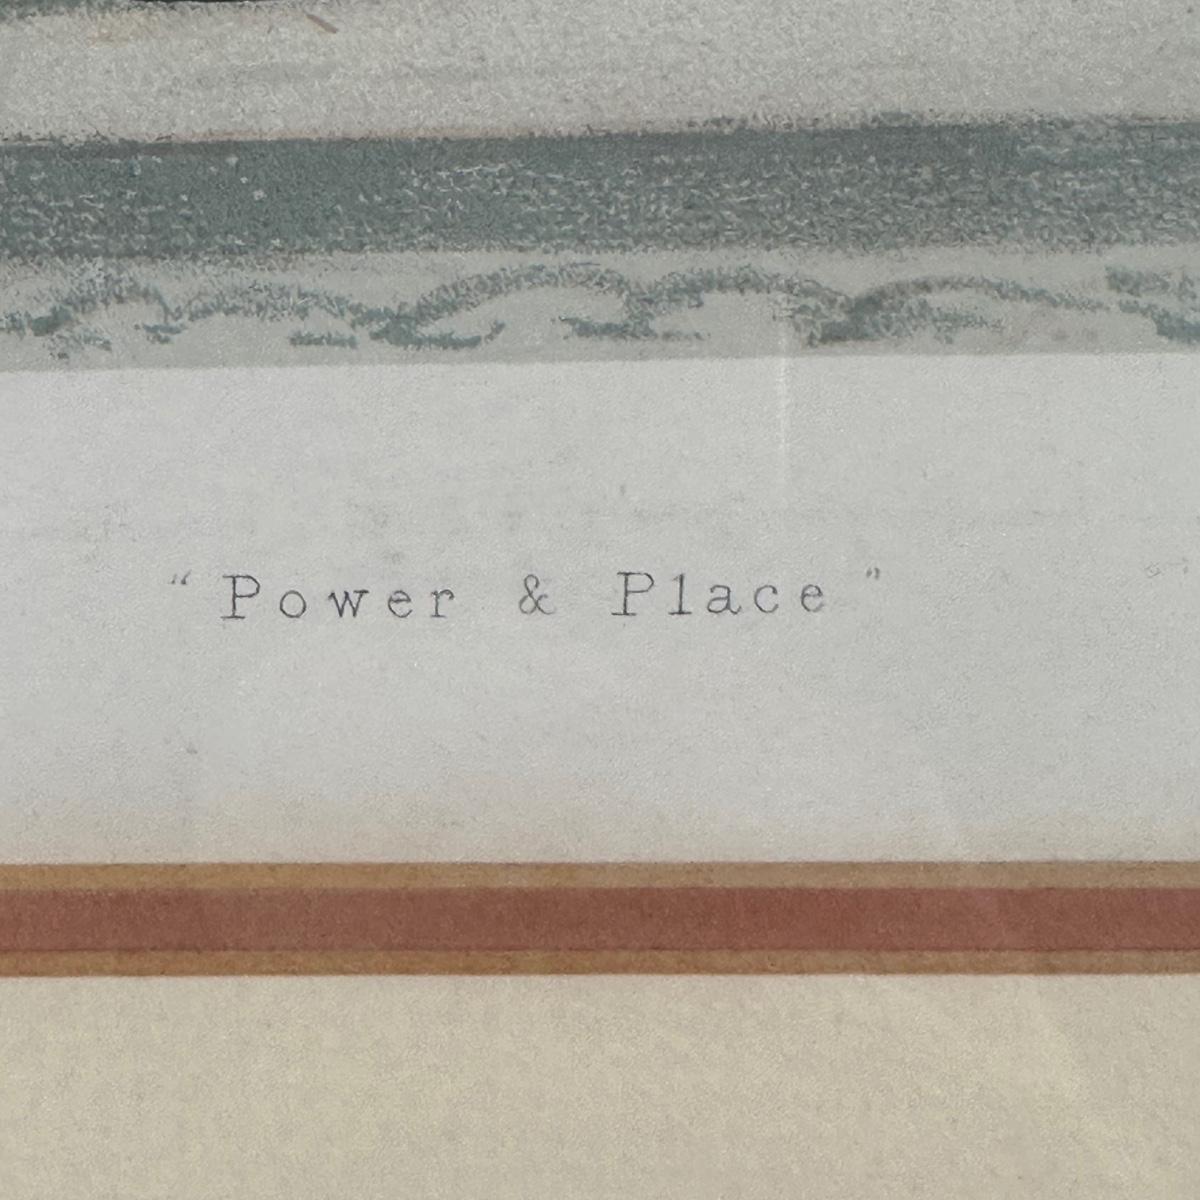 “Power & Place”